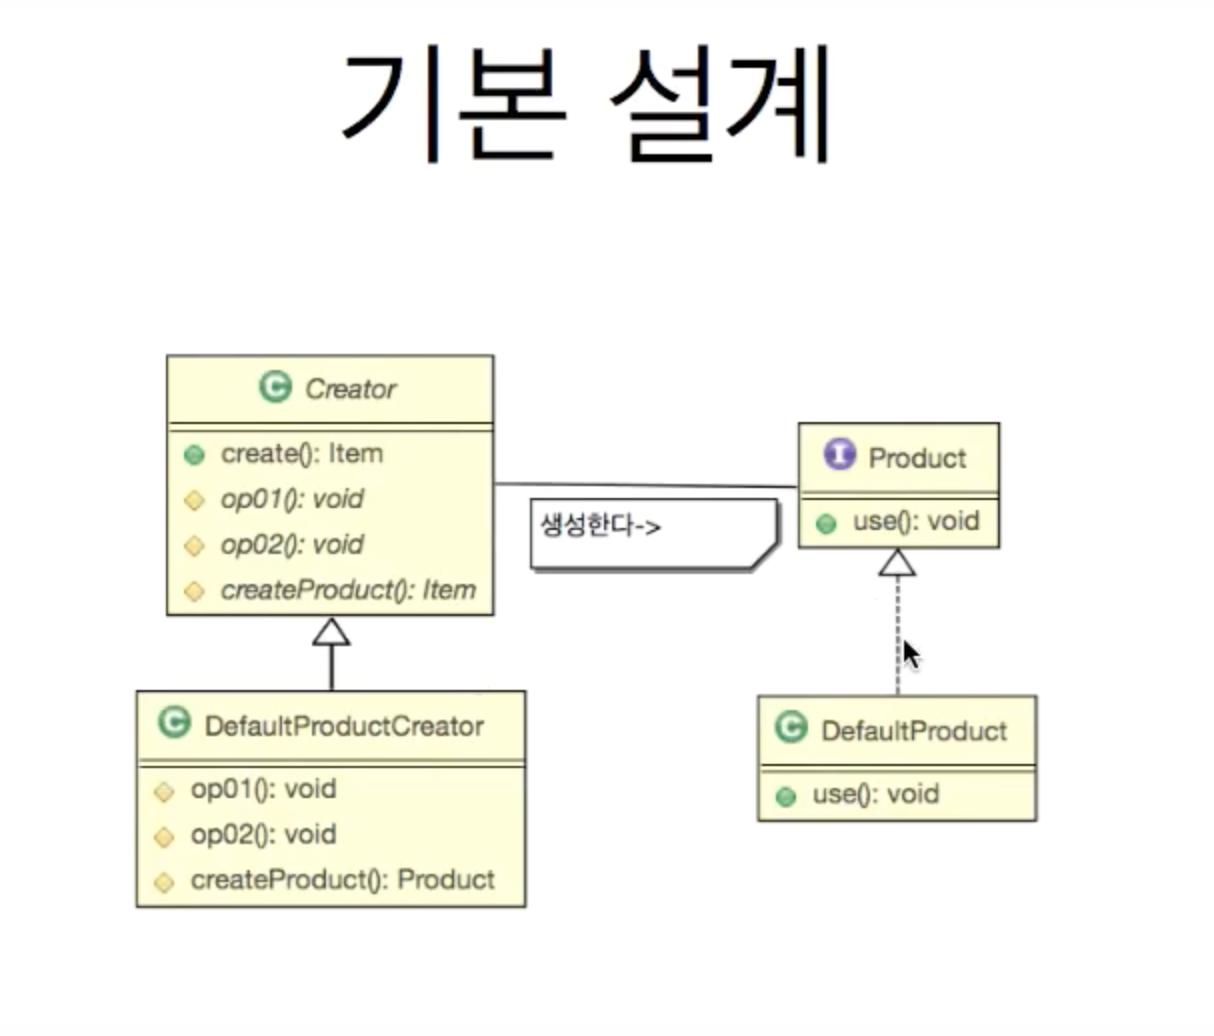 기본 설계
C Creator
create(): Item
op01(): void
op02(): void
createProduct(): Item
생성한다->
I Product
use(): void
C DefaultProductCreator
op01(): void
op02(): void
createProduct(): Product
C DefaultProduct
use(): void